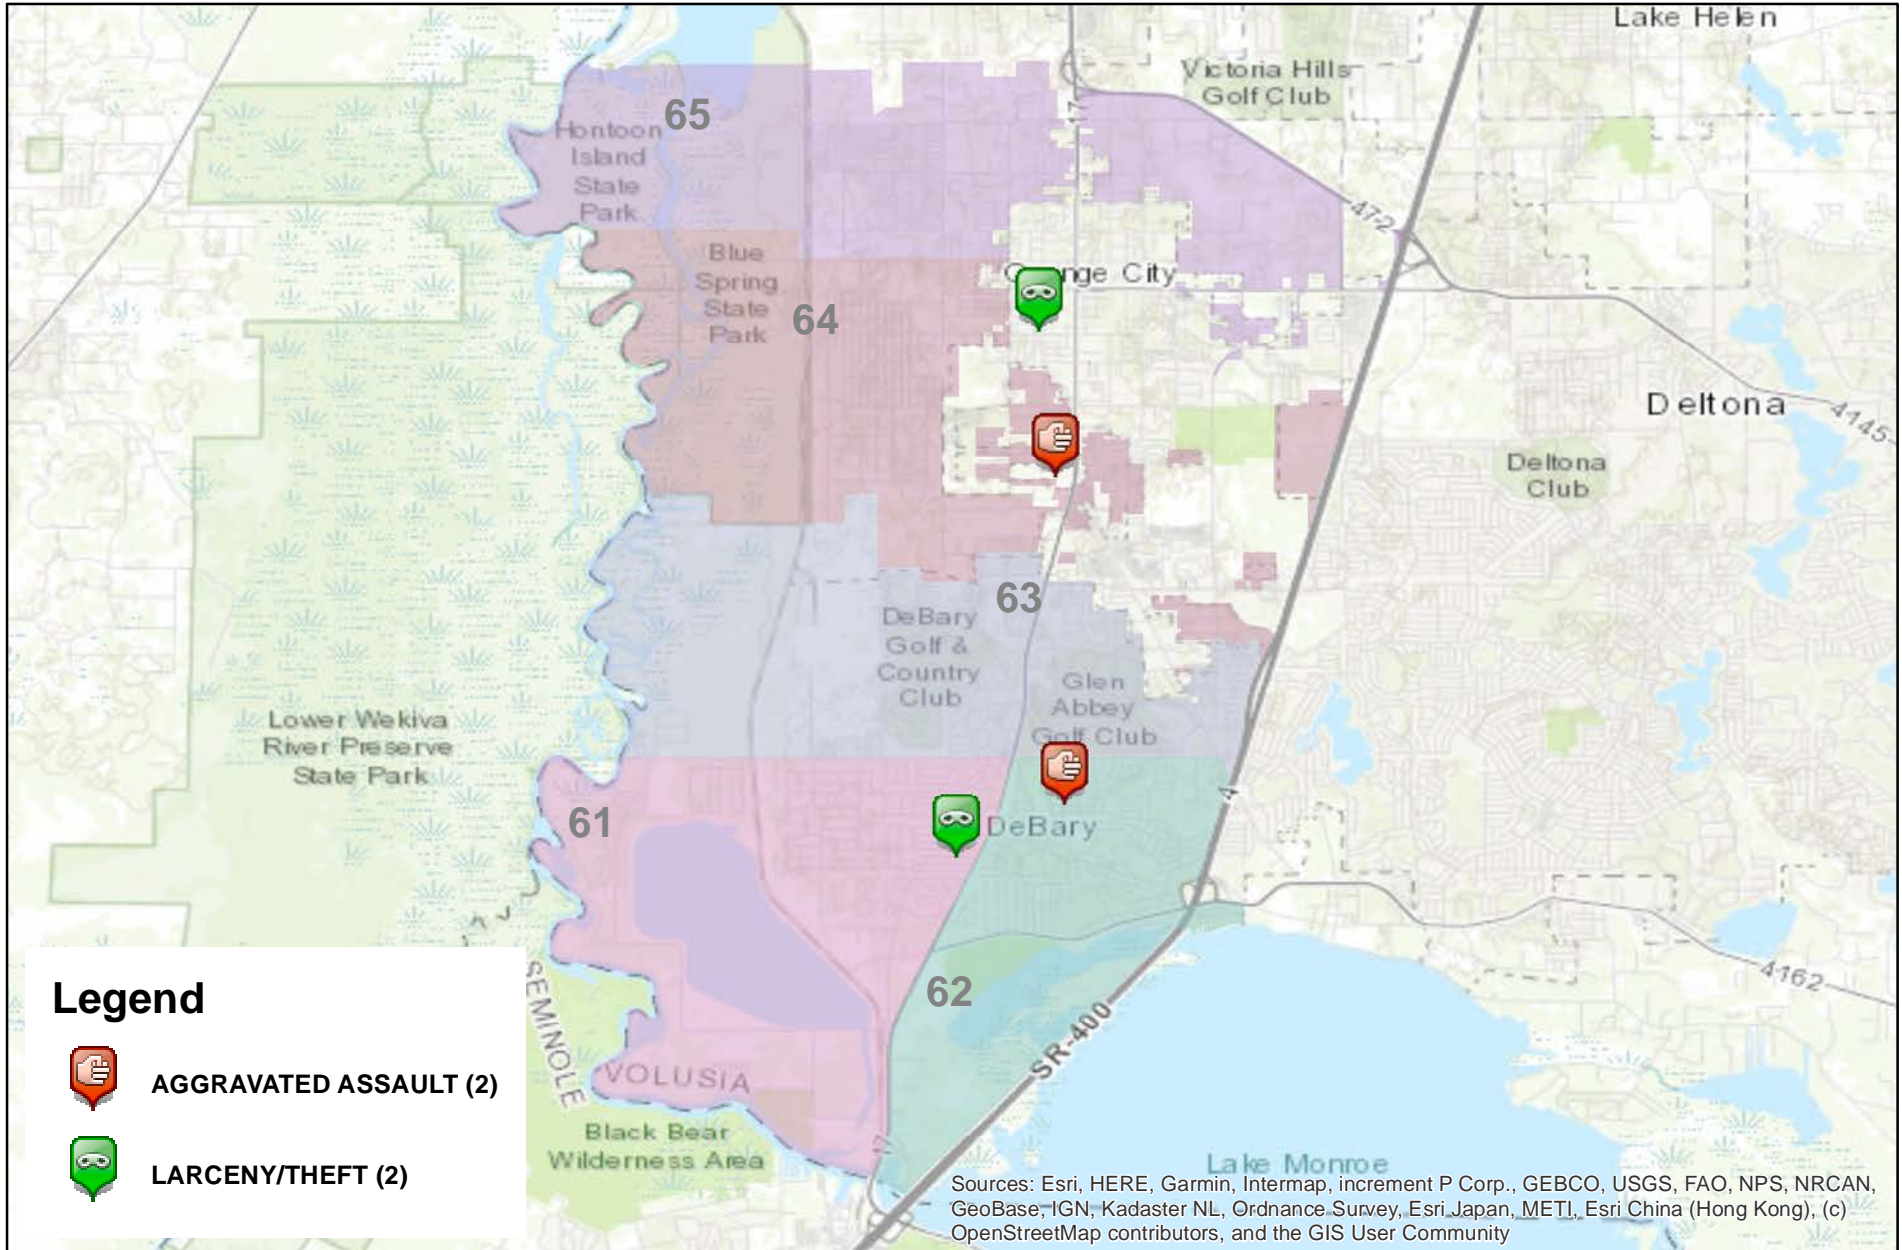 Lake Helen
Victoria Hills
Golf Club
65
Hontoon
Island
State
Park
17
472
Blue
Spring
State
Park
64
nge City
Deltona
4145
Deltona
Club
63
DeBary
Golf &
Country
Club
Glen
Abbey
Golf Club
Lower Wekiva
River Preserve
State Park
61
4
DeBary
62
SR-400
4162
SEMINOLE
VOLUSIA
17
Black Bear
Wilderness Area
Lake Monroe
Legend
AGGRAVATED ASSAULT (2)
LARCENY/THEFT (2)
Sources: Esri, HERE, Garmin, Intermap, increment P Corp., GEBCO, USGS, FAO, NPS, NRCAN,
GeoBase, IGN, Kadaster NL, Ordnance Survey, Esri Japan, METI, Esri China (Hong Kong), (c)
OpenStreetMap contributors, and the GIS User Community